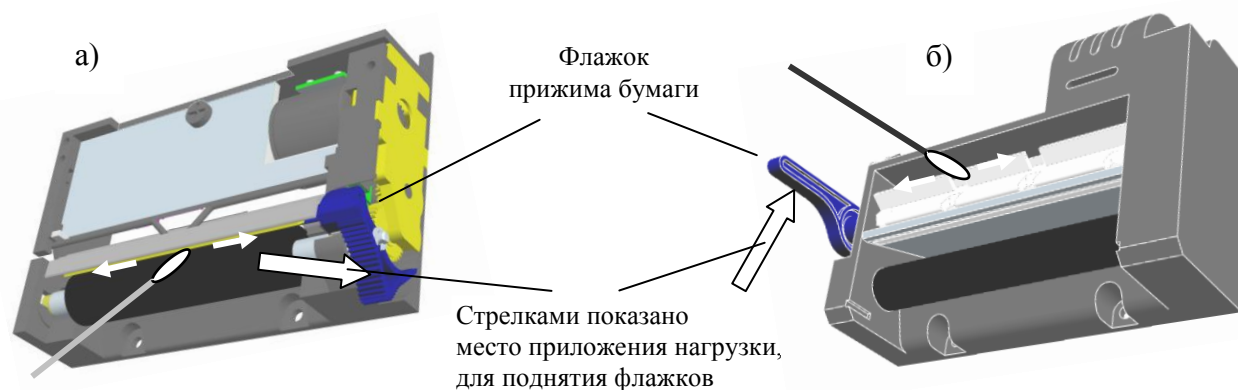 а)
Флажок
прижима бумаги
б)
Стрелками показано
место приложения нагрузки,
для поднятия флажков